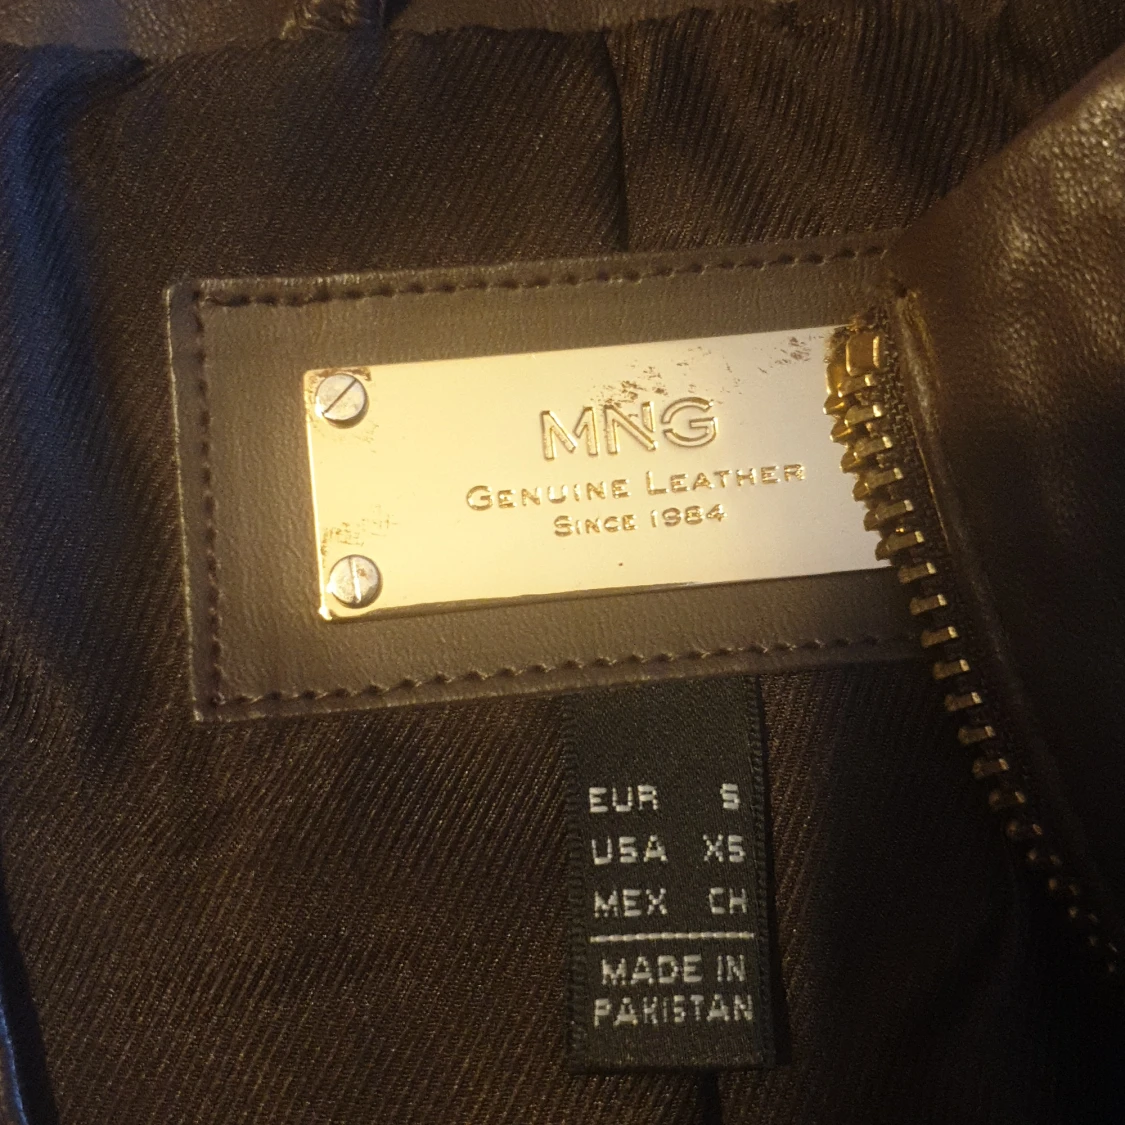 MNG
GENUINE LEATHER
SINCE 1984
EUR S
USA XS
MEX CH
MADE IN
PAKISTAN